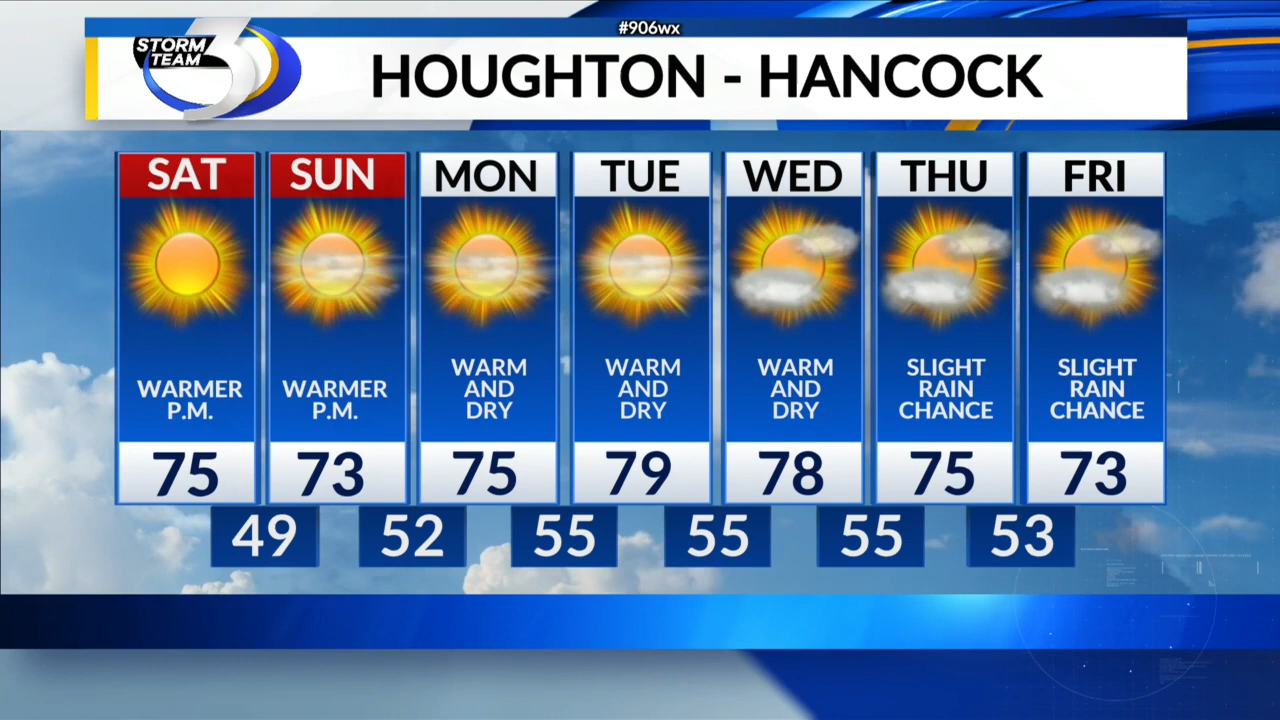 #906wx
STORM
TEAM
3
HOUGHTON - HANCOCK
SAT
SUN
MON
TUE
WED
THU
FRI
WARMER
P.M.
WARMER
P.M.
WARM
AND
DRY
WARM
AND
DRY
WARM
AND
DRY
SLIGHT
RAIN
CHANCE
SLIGHT
RAIN
CHANCE
75
73
75
79
78
75
73
49
52
55
55
55
53